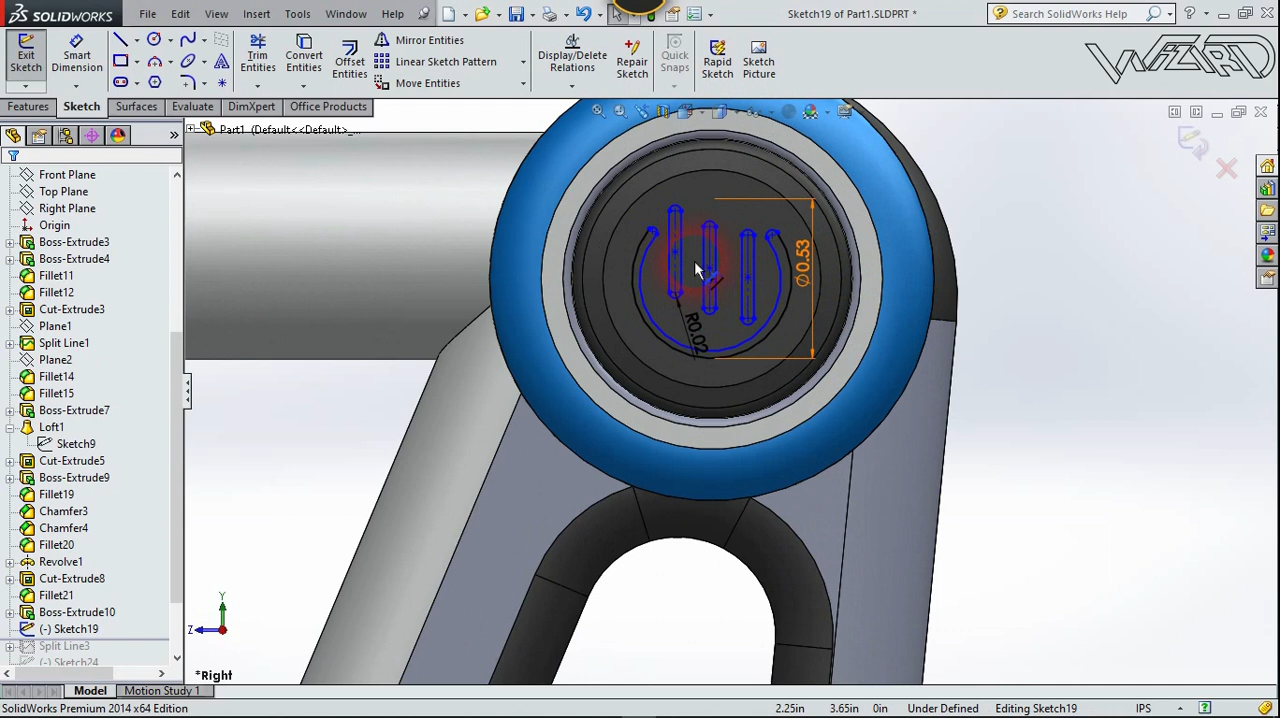 SOLIDWORKS
File
Edit
View
Insert
Tools
Window
Help
Sketch19 of Part1.SLDPRT *
Search SolidWorks Help
WIZARD
Exit Sketch
Smart Dimension
Trim Entities
Convert Entities
Offset Entities
Mirror Entities
Linear Sketch Pattern
Move Entities
Display/Delete Relations
Repair Sketch
Quick Snaps
Rapid Sketch
Sketch Picture
Features
Sketch
Surfaces
Evaluate
DimXpert
Office Products
Part1 (Default<<Default>_...
Front Plane
Top Plane
Right Plane
Origin
Boss-Extrude3
Boss-Extrude4
Fillet11
Fillet12
Cut-Extrude3
Plane1
Split Line1
Plane2
Fillet14
Fillet15
Boss-Extrude7
Loft1
Sketch9
Cut-Extrude5
Boss-Extrude9
Fillet19
Chamfer3
Chamfer4
Fillet20
Revolve1
Cut-Extrude8
Fillet21
Boss-Extrude10
(-) Sketch19
Split Line3
(-) Sketch24
R0.02
Ø0.53
Y
Z
*Right
Model
Motion Study 1
SolidWorks Premium 2014 x64 Edition
2.25in
3.65in
0in
Under Defined
Editing Sketch19
IPS